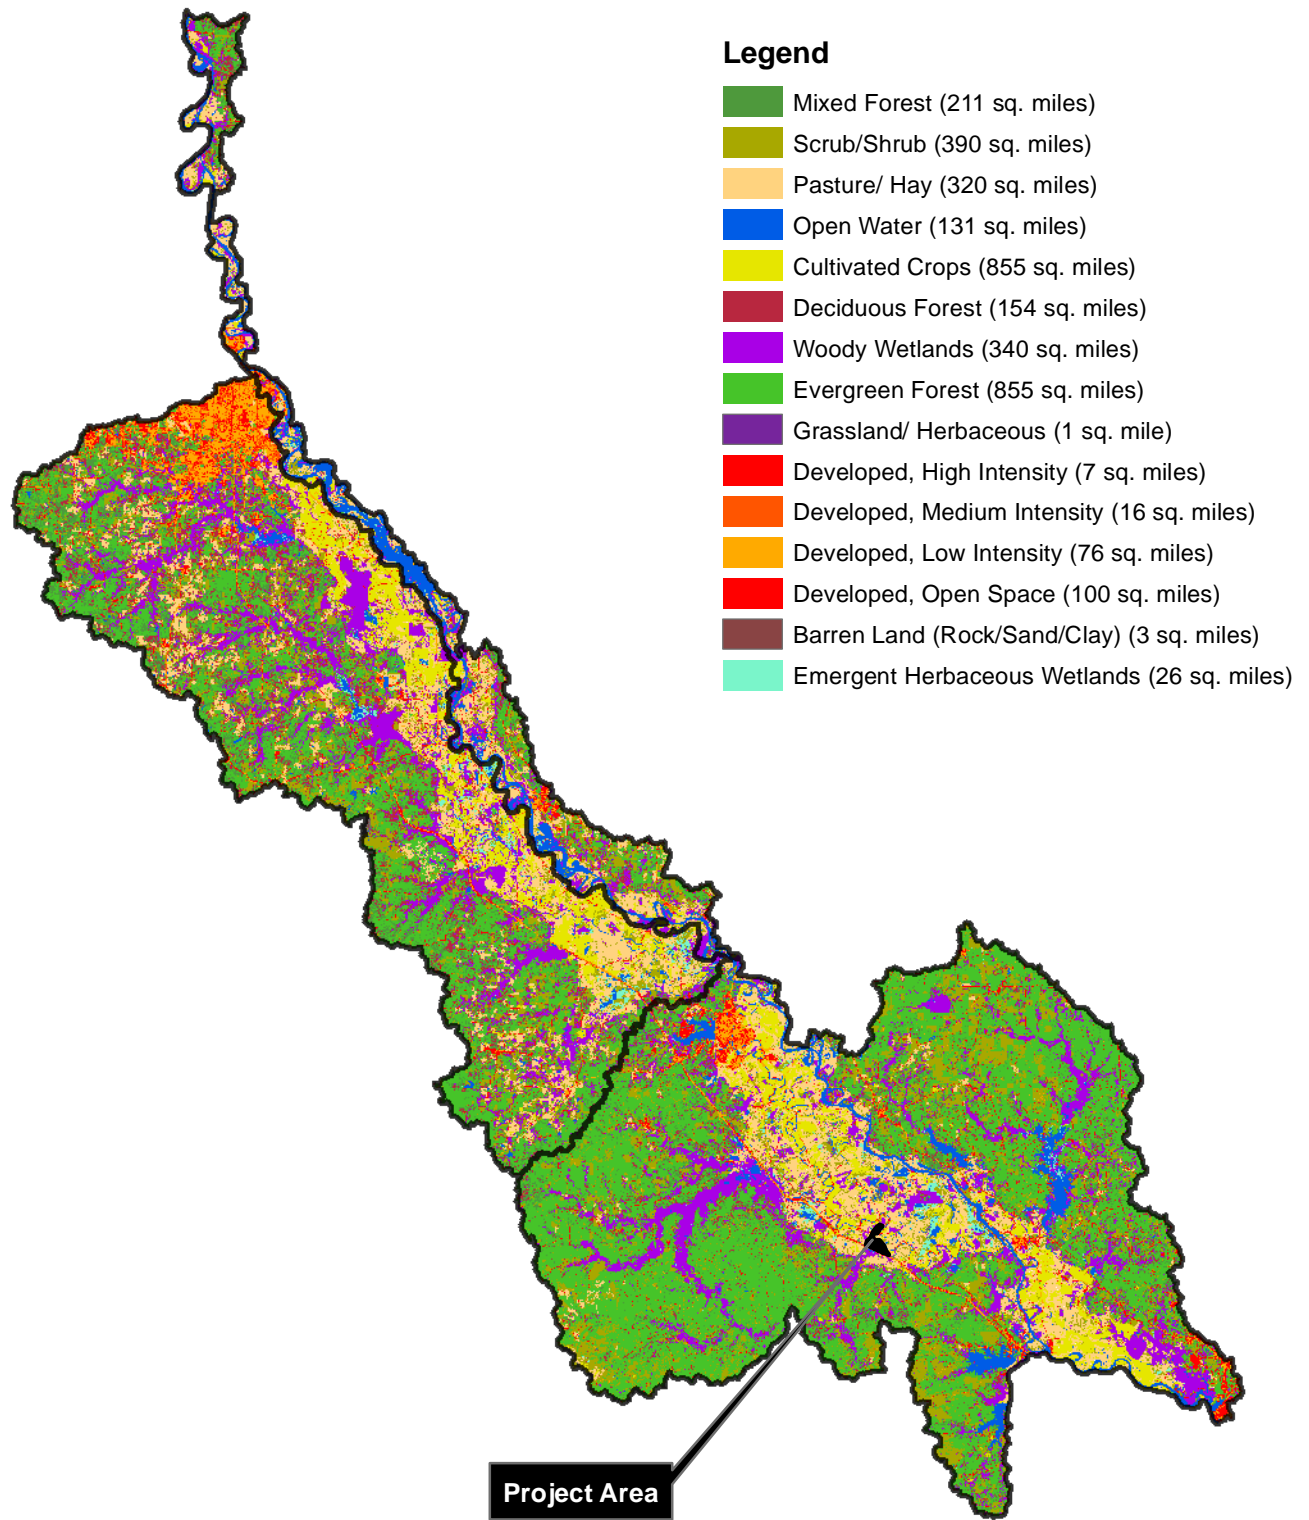 Legend
Mixed Forest (211 sq. miles)
Scrub/Shrub (390 sq. miles)
Pasture/ Hay (320 sq. miles)
Open Water (131 sq. miles)
Cultivated Crops (855 sq. miles)
Deciduous Forest (154 sq. miles)
Woody Wetlands (340 sq. miles)
Evergreen Forest (855 sq. miles)
Grassland/ Herbaceous (1 sq. mile)
Developed, High Intensity (7 sq. miles)
Developed, Medium Intensity (16 sq. miles)
Developed, Low Intensity (76 sq. miles)
Developed, Open Space (100 sq. miles)
Barren Land (Rock/Sand/Clay) (3 sq. miles)
Emergent Herbaceous Wetlands (26 sq. miles)
Project Area